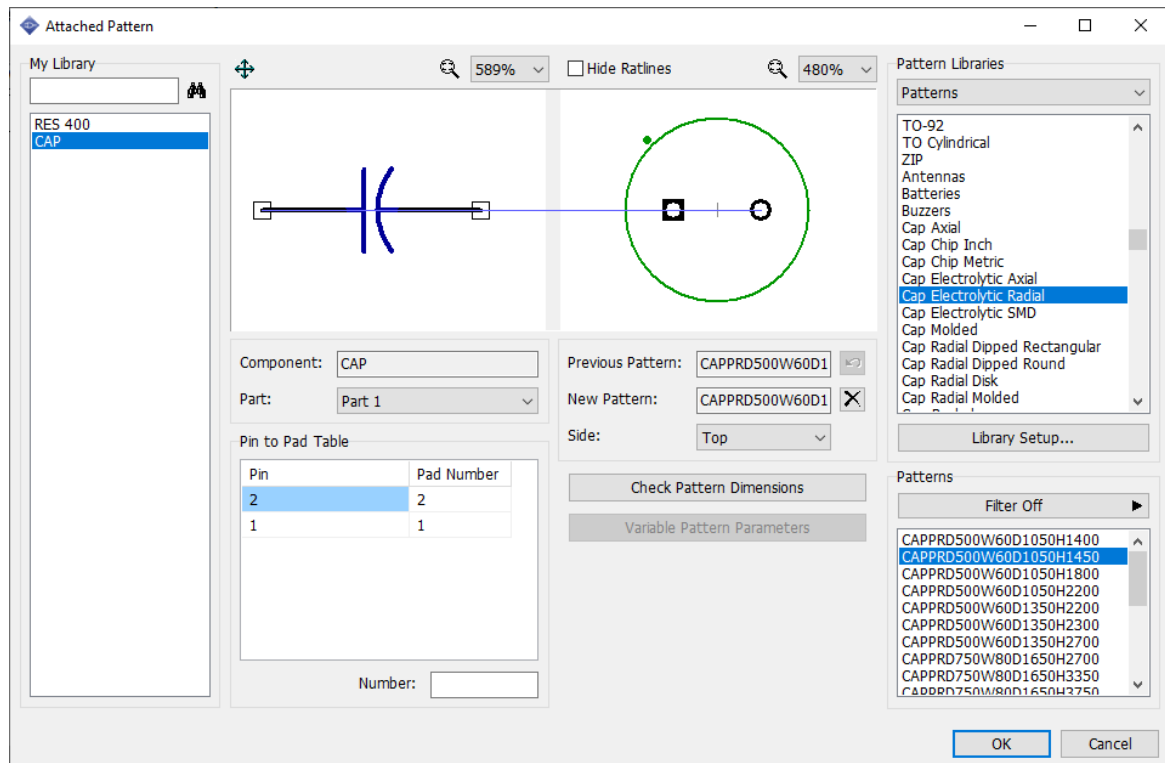 Attached Pattern
My Library
RES 400
CAP
589%
Hide Ratlines
480%
Component:
CAP
Part:
Part 1
Pin to Pad Table
Pin
Pad Number
2
2
1
1
Number:
Previous Pattern:
CAPPRD500W60D1
New Pattern:
CAPPRD500W60D1
Side:
Top
Check Pattern Dimensions
Variable Pattern Parameters
Pattern Libraries
Patterns
TO-92
TO Cylindrical
ZIP
Antennas
Batteries
Buzzers
Cap Axial
Cap Chip Inch
Cap Chip Metric
Cap Electrolytic Axial
Cap Electrolytic Radial
Cap Electrolytic SMD
Cap Molded
Cap Radial Dipped Rectangular
Cap Radial Dipped Round
Cap Radial Disk
Cap Radial Molded
Library Setup...
Patterns
Filter Off
CAPPRD500W60D1050H1400
CAPPRD500W60D1050H1450
CAPPRD500W60D1050H1800
CAPPRD500W60D1050H2200
CAPPRD500W60D1350H2200
CAPPRD500W60D1350H2300
CAPPRD500W60D1350H2700
CAPPRD750W80D1650H2700
CAPPRD750W80D1650H3350
CAPPRD750W80D1650H3750
OK
Cancel